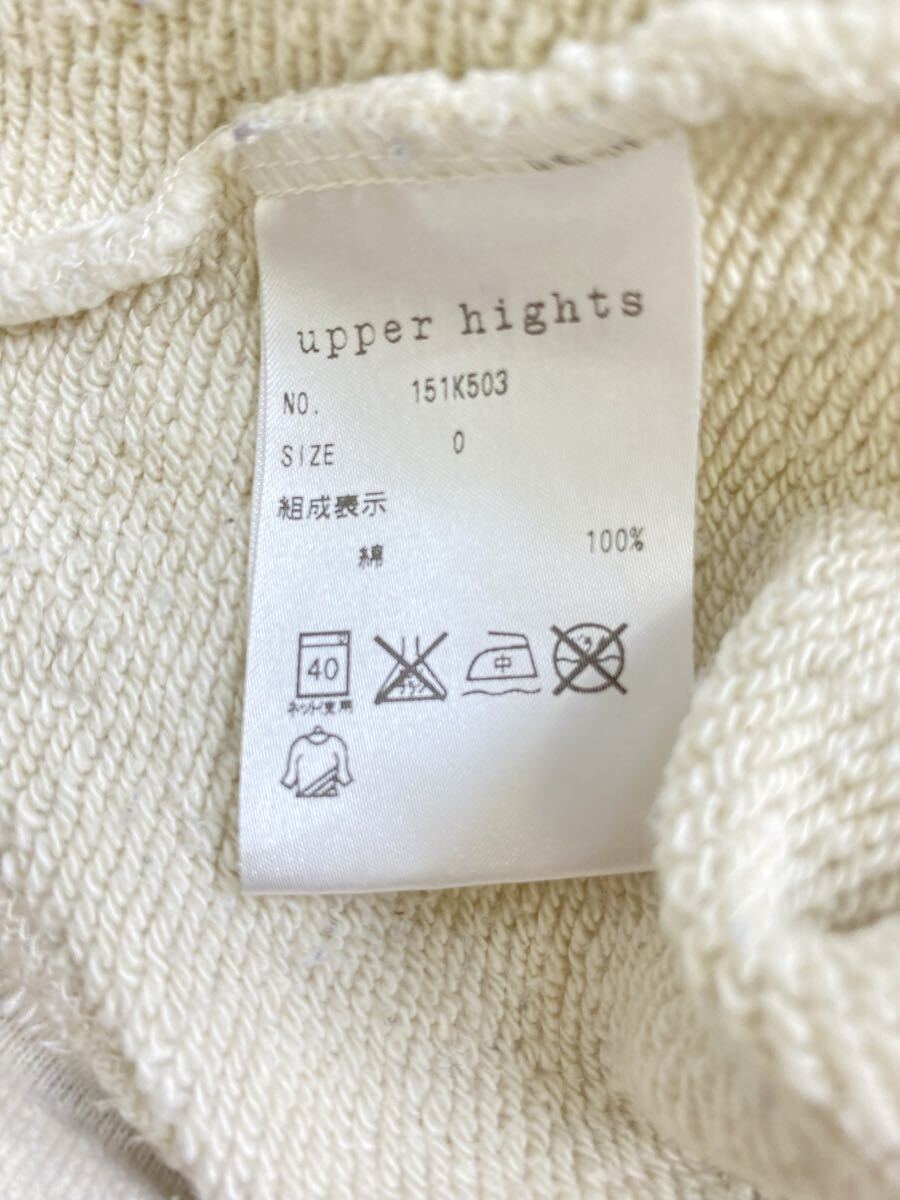 upper hights
NO. 151K503
SIZE 0
組成表示
綿 100%
40 中
ネット使用